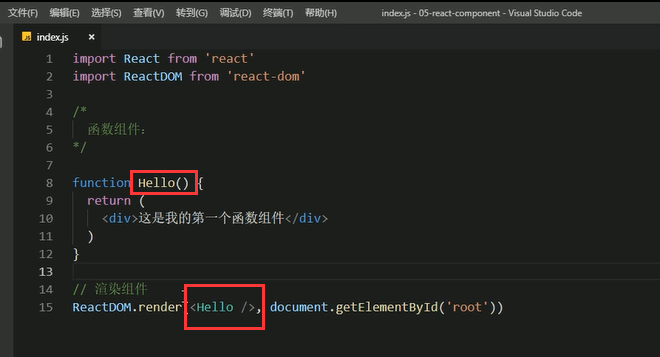 文件(F) 编辑(E) 选择(S) 查看(V) 转到(G) 调试(D) 终端(T) 帮助(H) index.js - 05-react-component - Visual Studio Code
JS index.js ×
1 import React from 'react'
2 import ReactDOM from 'react-dom'
3
4 /*
5 函数组件：
6 */
7
8 function Hello() {
9 return (
10 <div>这是我的第一个函数组件</div>
11 )
12 }
13
14 // 渲染组件
15 ReactDOM.render(<Hello />, document.getElementById('root'))